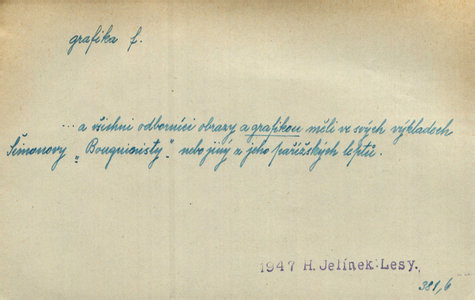 grafika f.
... a všichni odborníci obrazy a grafikou měli ve svých výkladech
Šimonovy „Bouquinisty" nebo jiný z jeho pařížských leptů.
1947 H. Jelínek: Lesy.
381,6